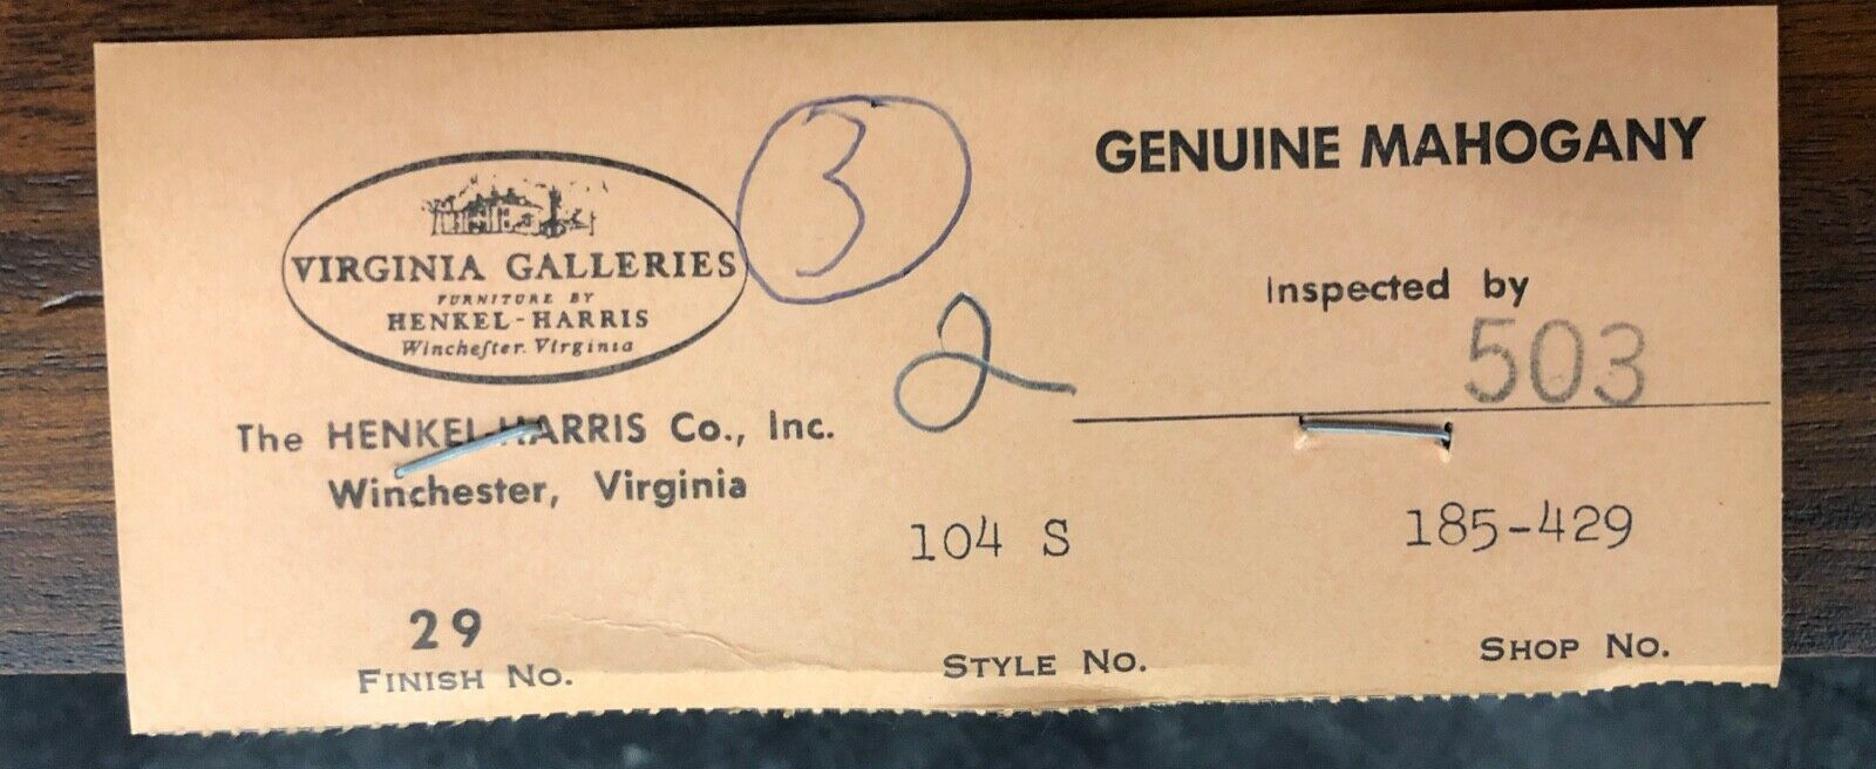 VIRGINIA GALLERIES
FURNITURE BY
HENKEL-HARRIS
Wincheſter. Virginia
The HENKEL-HARRIS Co., Inc.
Winchester, Virginia
29
FINISH NO.
3
2
104 S
STYLE NO.
GENUINE MAHOGANY
Inspected by
503
185-429
SHOP NO.